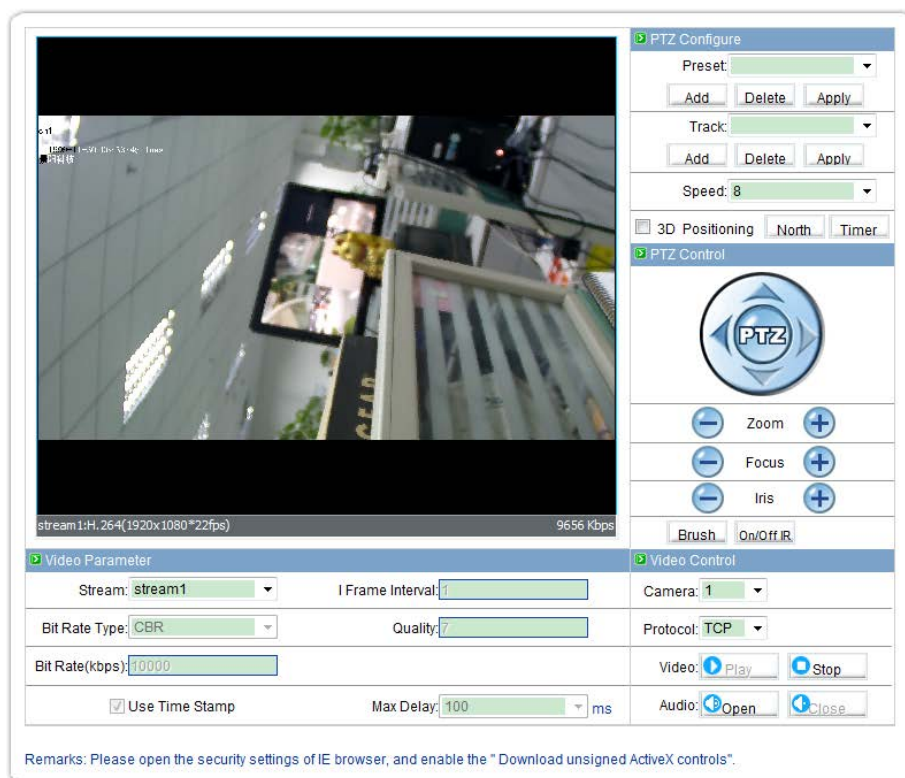 PTZ Configure
Preset:
Add Delete Apply
Track:
Add Delete Apply
Speed: 8
3D Positioning North Timer
PTZ Control
PTZ
Zoom
Focus
Iris
Brush On/Off IR
GEAR
stream1:H.264(1920x1080*22fps) 9656 Kbps
Video Parameter
Stream: stream1 I Frame Interval: 1
Bit Rate Type: CBR Quality: 7
Bit Rate(kbps): 10000
Use Time Stamp Max Delay: 100 ms
Video Control
Camera: 1
Protocol: TCP
Video: Play Stop
Audio: Open Close
Remarks: Please open the security settings of IE browser, and enable the " Download unsigned ActiveX controls".